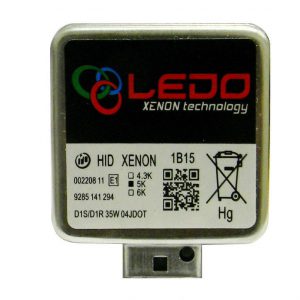 LEDO
XENON technology
HID XENON 1B15
002208 11 E1
4.3K
5K
6K
9285 141 294
D1S/D1R 35W 04JDOT
Hg